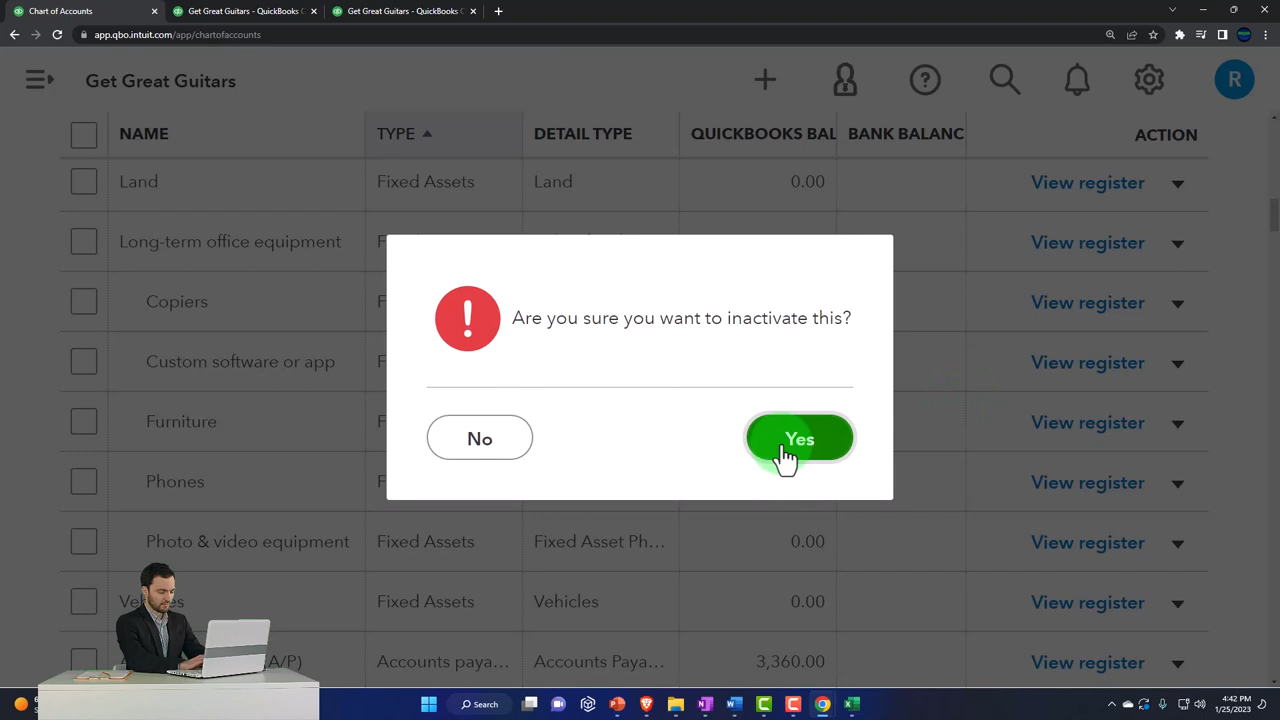 Chart of Accounts
Get Great Guitars - QuickBooks C
Get Great Guitars - QuickBooks C
app.qbo.intuit.com/app/chartofaccounts
Get Great Guitars
R
NAME TYPE DETAIL TYPE QUICKBOOKS BAL BANK BALANC ACTION
Land Fixed Assets Land 0.00 View register
Long-term office equipment View register
Copiers View register
Custom software or app View register
Furniture View register
Phones View register
Photo & video equipment Fixed Assets Fixed Asset Ph... 0.00 View register
Fixed Assets Vehicles 0.00 View register
(A/P) Accounts paya... Accounts Paya... 3,360.00 View register
Are you sure you want to inactivate this?
No Yes
Search
4:42 PM
1/25/2023